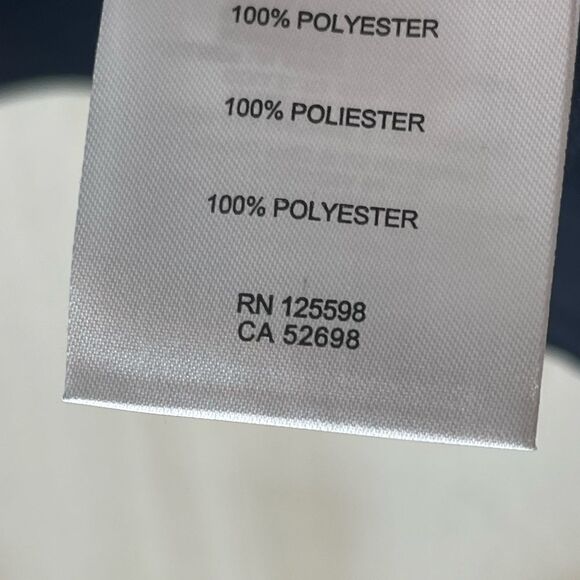 100% POLYESTER
100% POLIESTER
100% POLYESTER
RN 125598
CA 52698